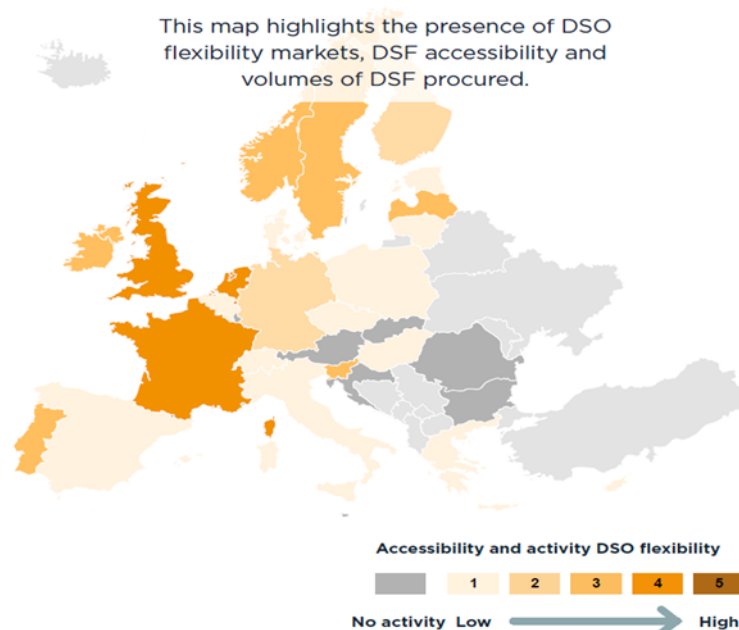 This map highlights the presence of DSO
flexibility markets, DSF accessibility and
volumes of DSF procured.
Accessibility and activity DSO flexibility
1 2 3 4 5
No activity Low High